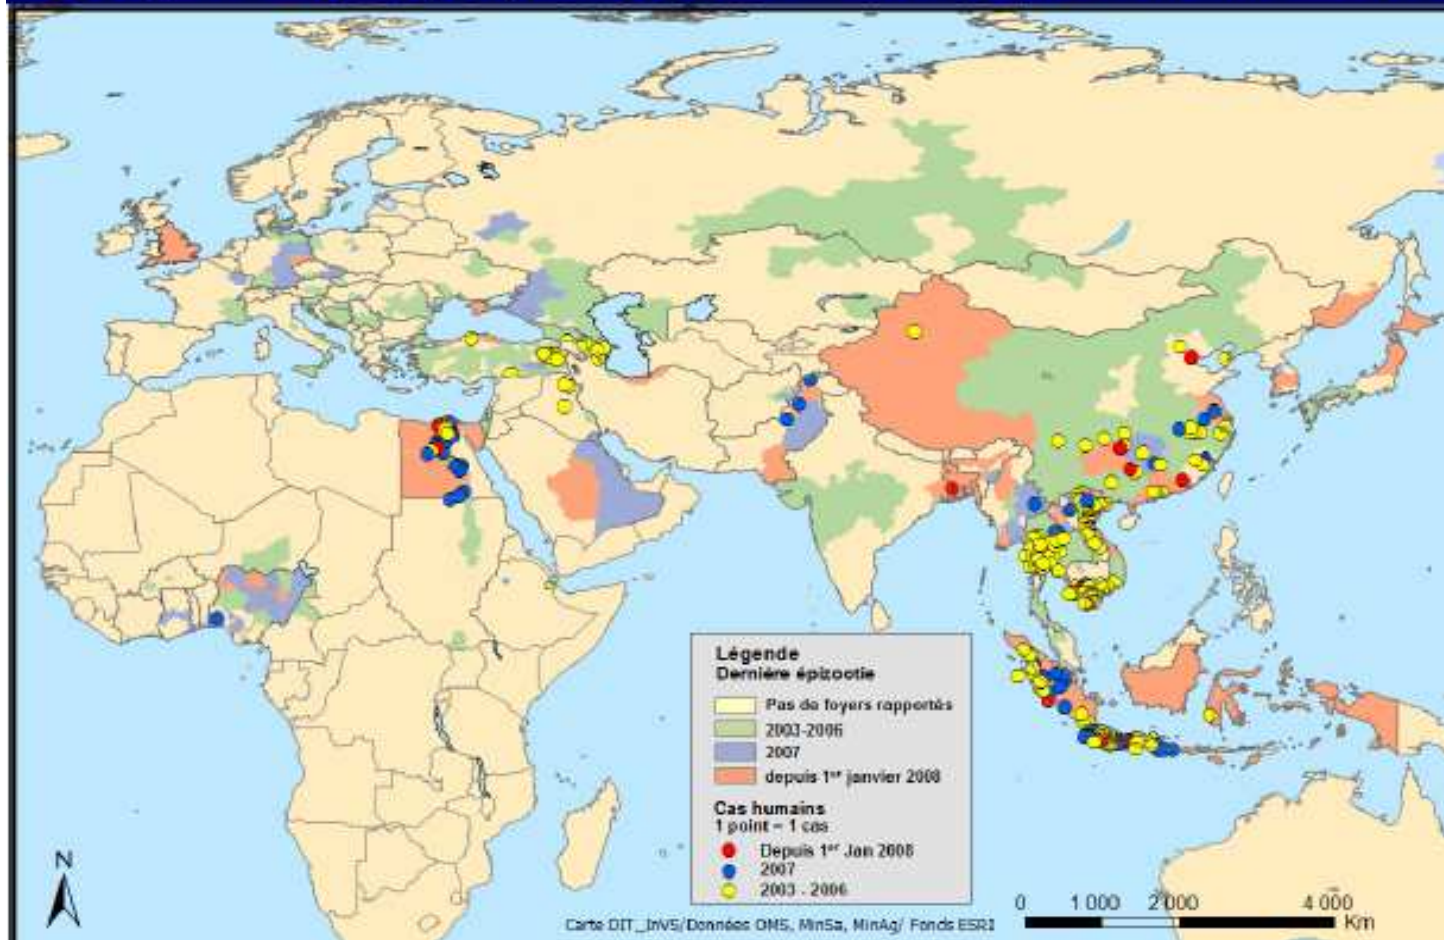 Légende
Dernière épizootie
Pas de foyers rapportés
2003-2006
2007
depuis 1er janvier 2008
Cas humains
1 point = 1 cas
Depuis 1er Jan 2008
2007
2003 - 2006
N
0 1 000 2 000 4 000
Km
Carte DIT_InVS/Données OMS, MinSa, MinAg/ Fonds ESRI